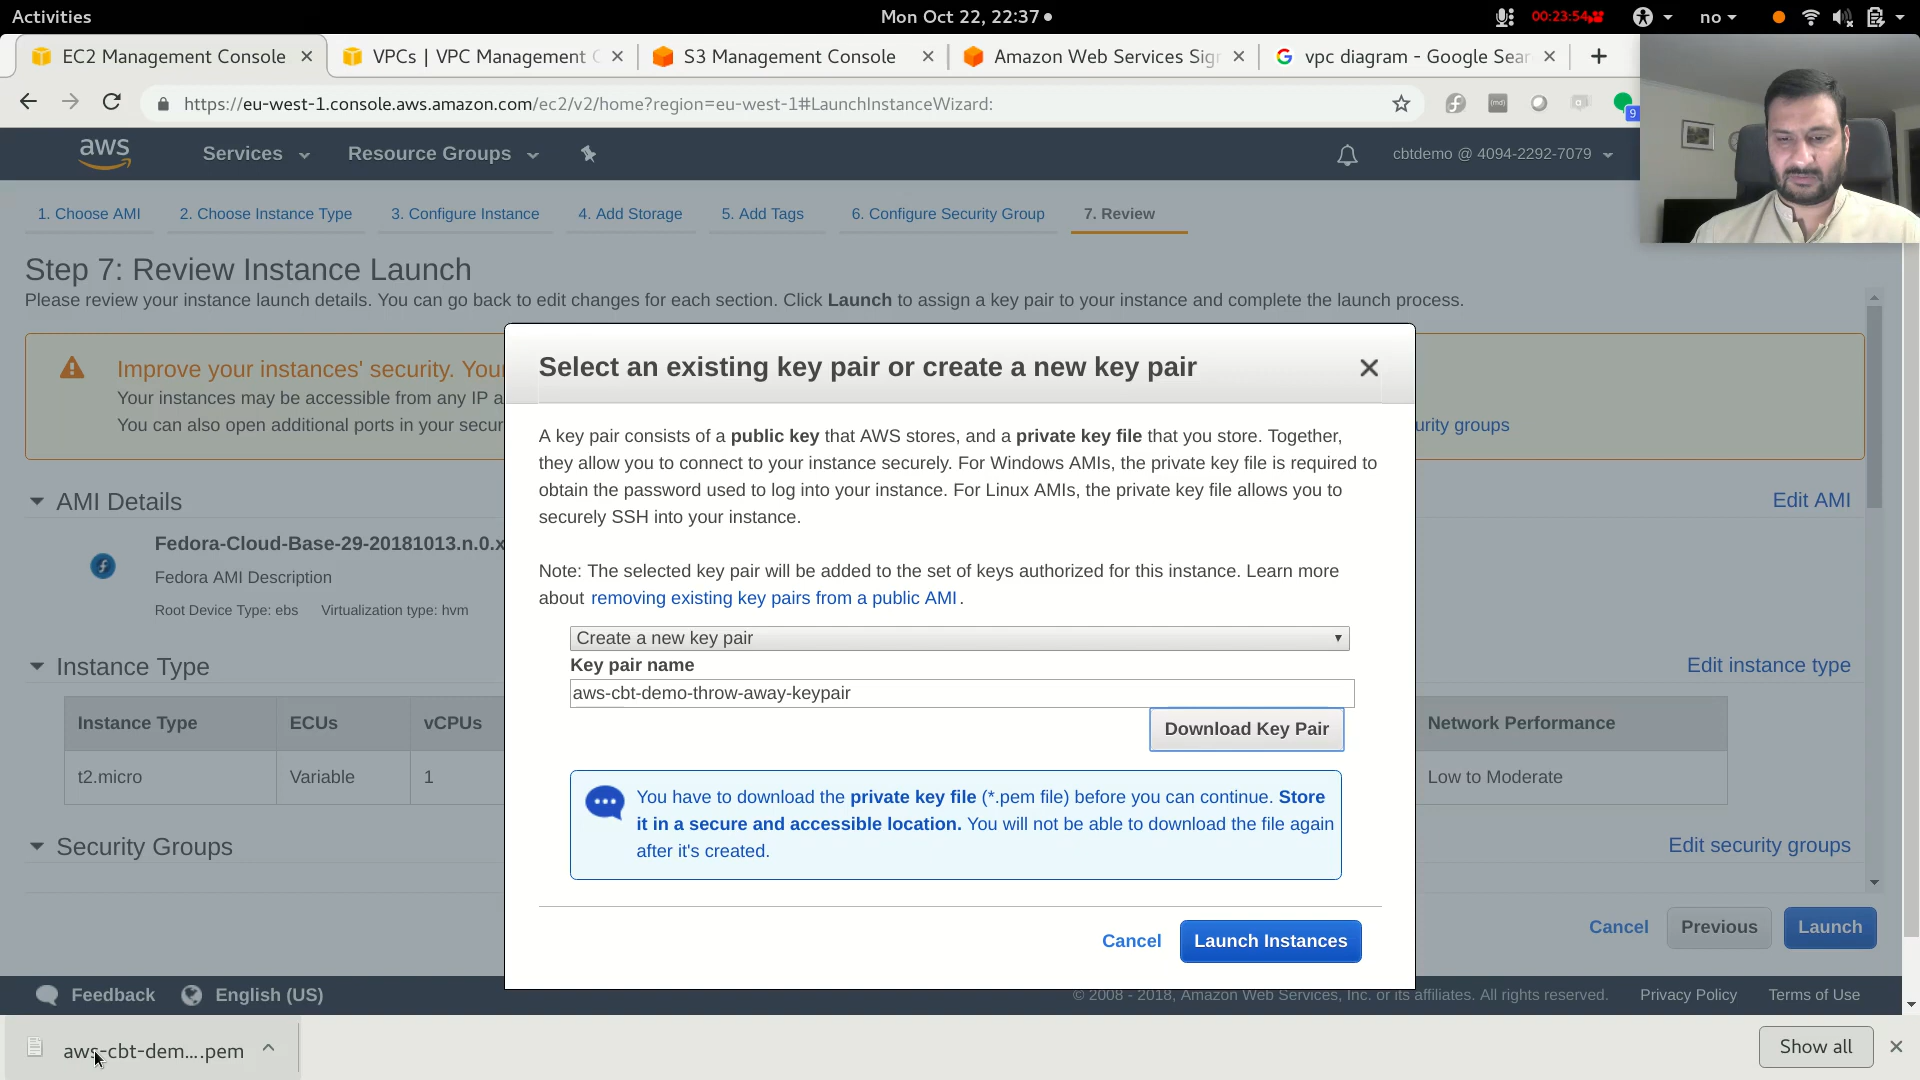 Activities
Mon Oct 22, 22:37
00:23:54
no
EC2 Management Console
VPCs | VPC Management C
S3 Management Console
Amazon Web Services Sig
vpc diagram - Google Sear
https://eu-west-1.console.aws.amazon.com/ec2/v2/home?region=eu-west-1#LaunchInstanceWizard:
9
aws
Services
Resource Groups
cbtdemo @ 4094-2292-7079
1. Choose AMI
2. Choose Instance Type
3. Configure Instance
4. Add Storage
5. Add Tags
6. Configure Security Group
7. Review
Step 7: Review Instance Launch
Please review your instance launch details. You can go back to edit changes for each section. Click Launch to assign a key pair to your instance and complete the launch process.
Improve your instances' security. You
Your instances may be accessible from any IP a
You can also open additional ports in your secur
urity groups
AMI Details
Edit AMI
Fedora-Cloud-Base-29-20181013.n.0.x
Fedora AMI Description
Root Device Type: ebs Virtualization type: hvm
Instance Type
Edit instance type
Instance Type
ECUs
vCPUs
Network Performance
t2.micro
Variable
1
Low to Moderate
Security Groups
Edit security groups
Cancel
Previous
Launch
Select an existing key pair or create a new key pair
A key pair consists of a public key that AWS stores, and a private key file that you store. Together,
they allow you to connect to your instance securely. For Windows AMIs, the private key file is required to
obtain the password used to log into your instance. For Linux AMIs, the private key file allows you to
securely SSH into your instance.
Note: The selected key pair will be added to the set of keys authorized for this instance. Learn more
about removing existing key pairs from a public AMI.
Create a new key pair
Key pair name
aws-cbt-demo-throw-away-keypair
Download Key Pair
You have to download the private key file (*.pem file) before you can continue. Store
it in a secure and accessible location. You will not be able to download the file again
after it's created.
Cancel
Launch Instances
Feedback
English (US)
© 2008 - 2018, Amazon Web Services, Inc. or its affiliates. All rights reserved.
Privacy Policy
Terms of Use
aws-cbt-dem....pem
Show all